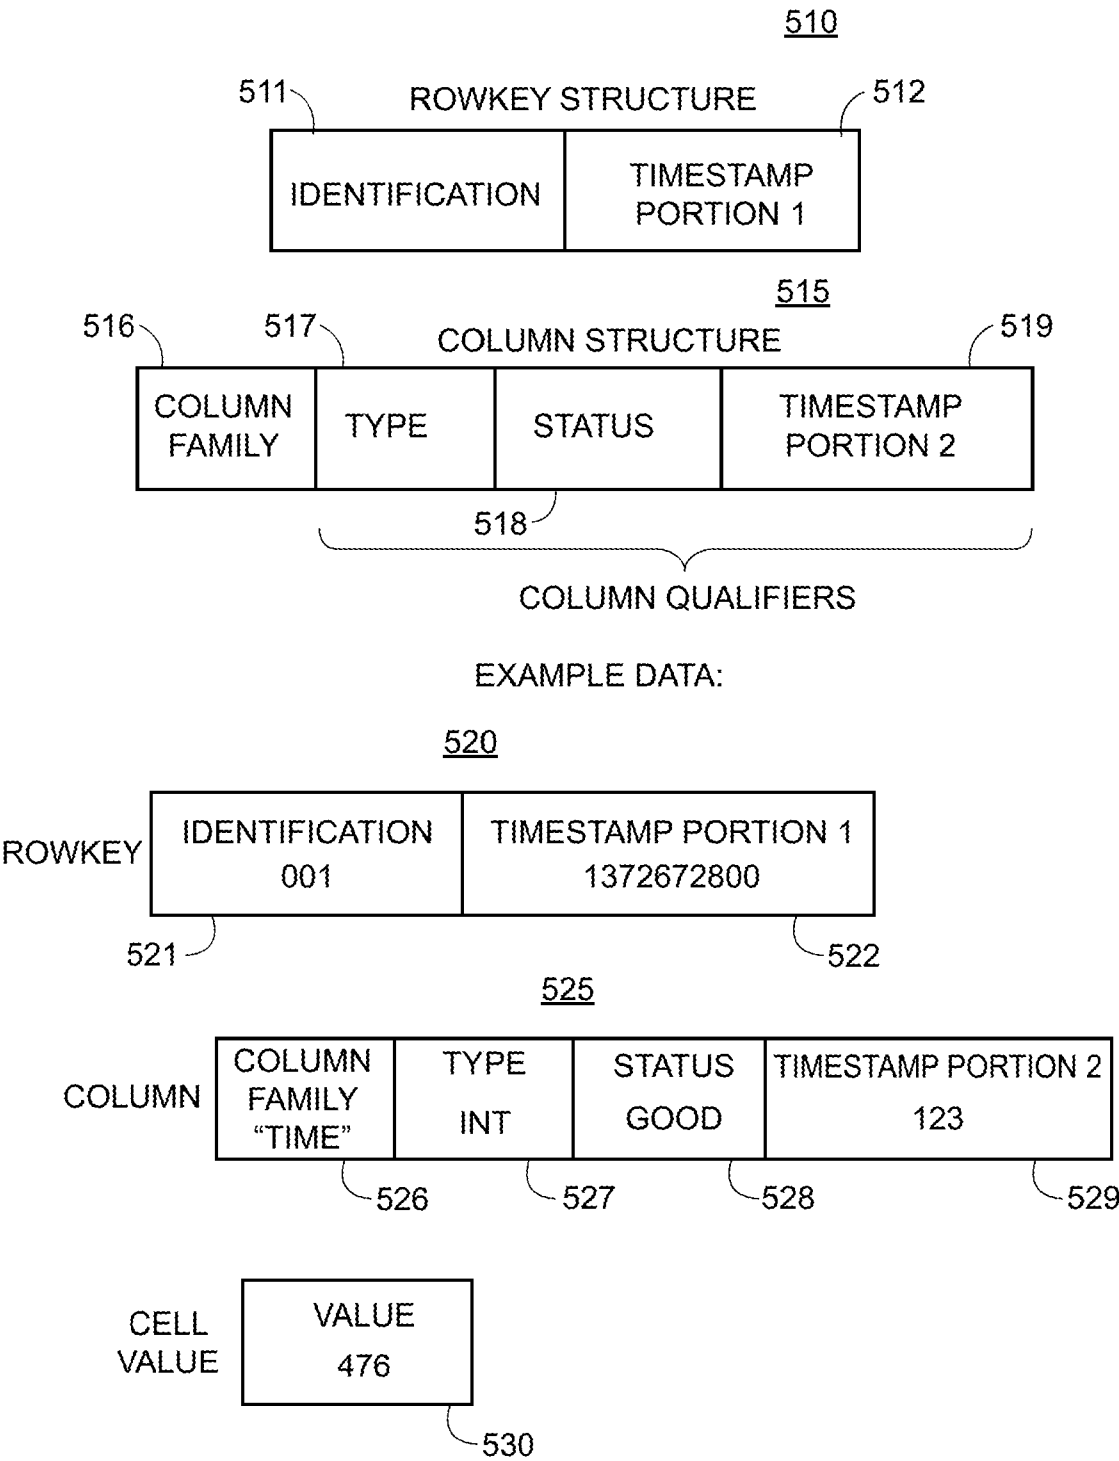 510
511
ROWKEY STRUCTURE
512
IDENTIFICATION
TIMESTAMP
PORTION 1
515
516
517
COLUMN STRUCTURE
519
COLUMN
FAMILY
TYPE
STATUS
TIMESTAMP
PORTION 2
518
COLUMN QUALIFIERS
EXAMPLE DATA:
520
ROWKEY
IDENTIFICATION
001
TIMESTAMP PORTION 1
1372672800
521
522
525
COLUMN
COLUMN
FAMILY
“TIME”
TYPE
INT
STATUS
GOOD
TIMESTAMP PORTION 2
123
526
527
528
529
CELL
VALUE
VALUE
476
530